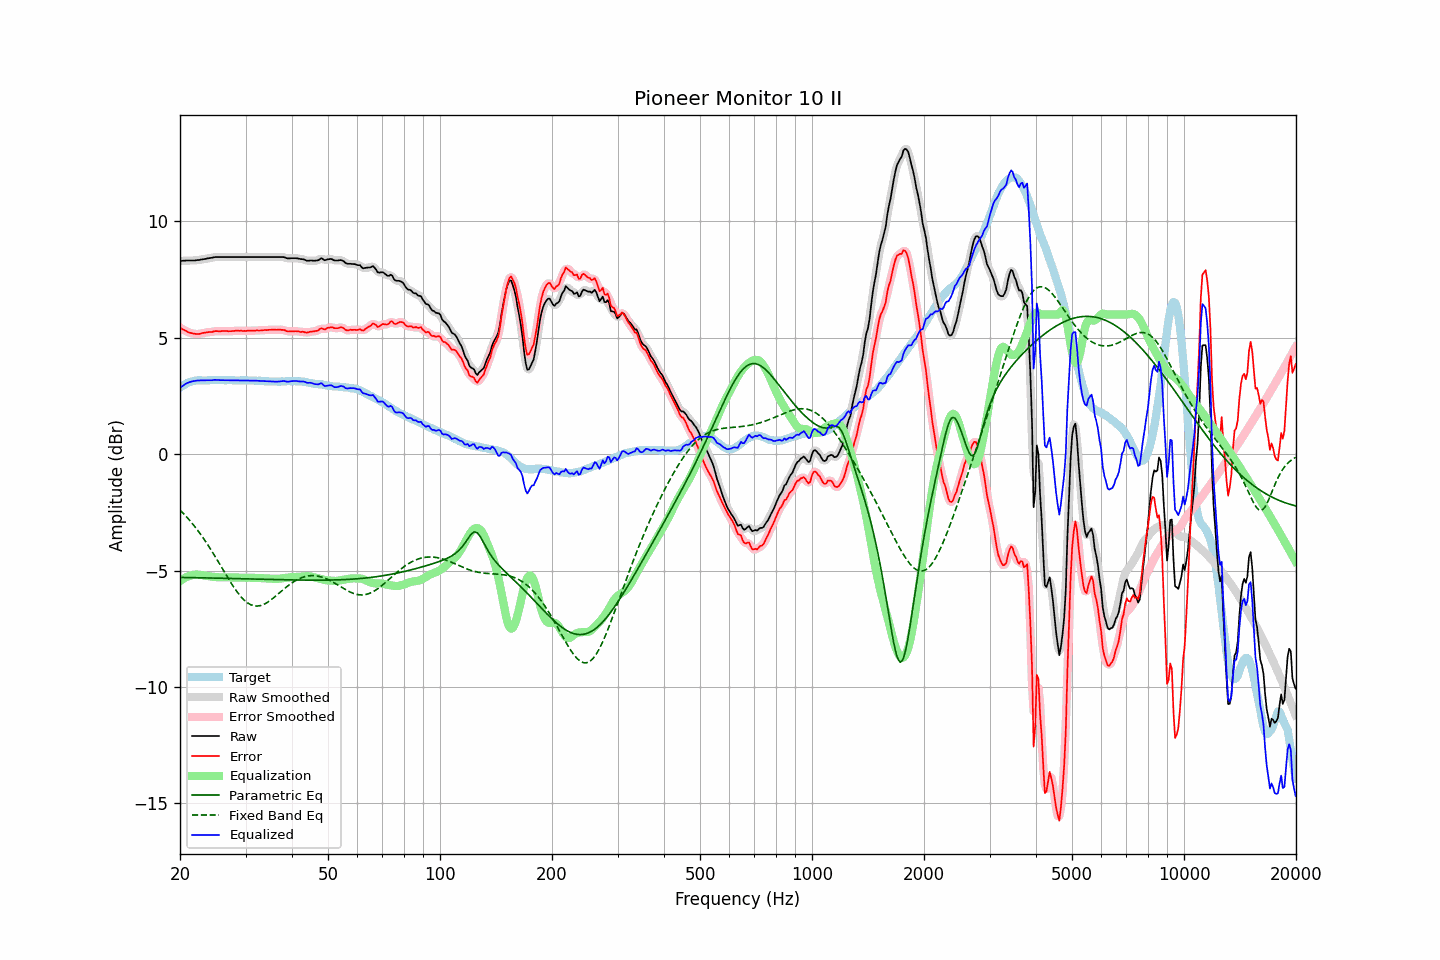 Pioneer Monitor 10 II
Amplitude (dBr)
10
5
0
−5
−10
−15
Target
Raw Smoothed
Error Smoothed
Raw
Error
Equalization
Parametric Eq
Fixed Band Eq
Equalized
20 50 100 200 500 1000 2000 5000 10000 20000
Frequency (Hz)